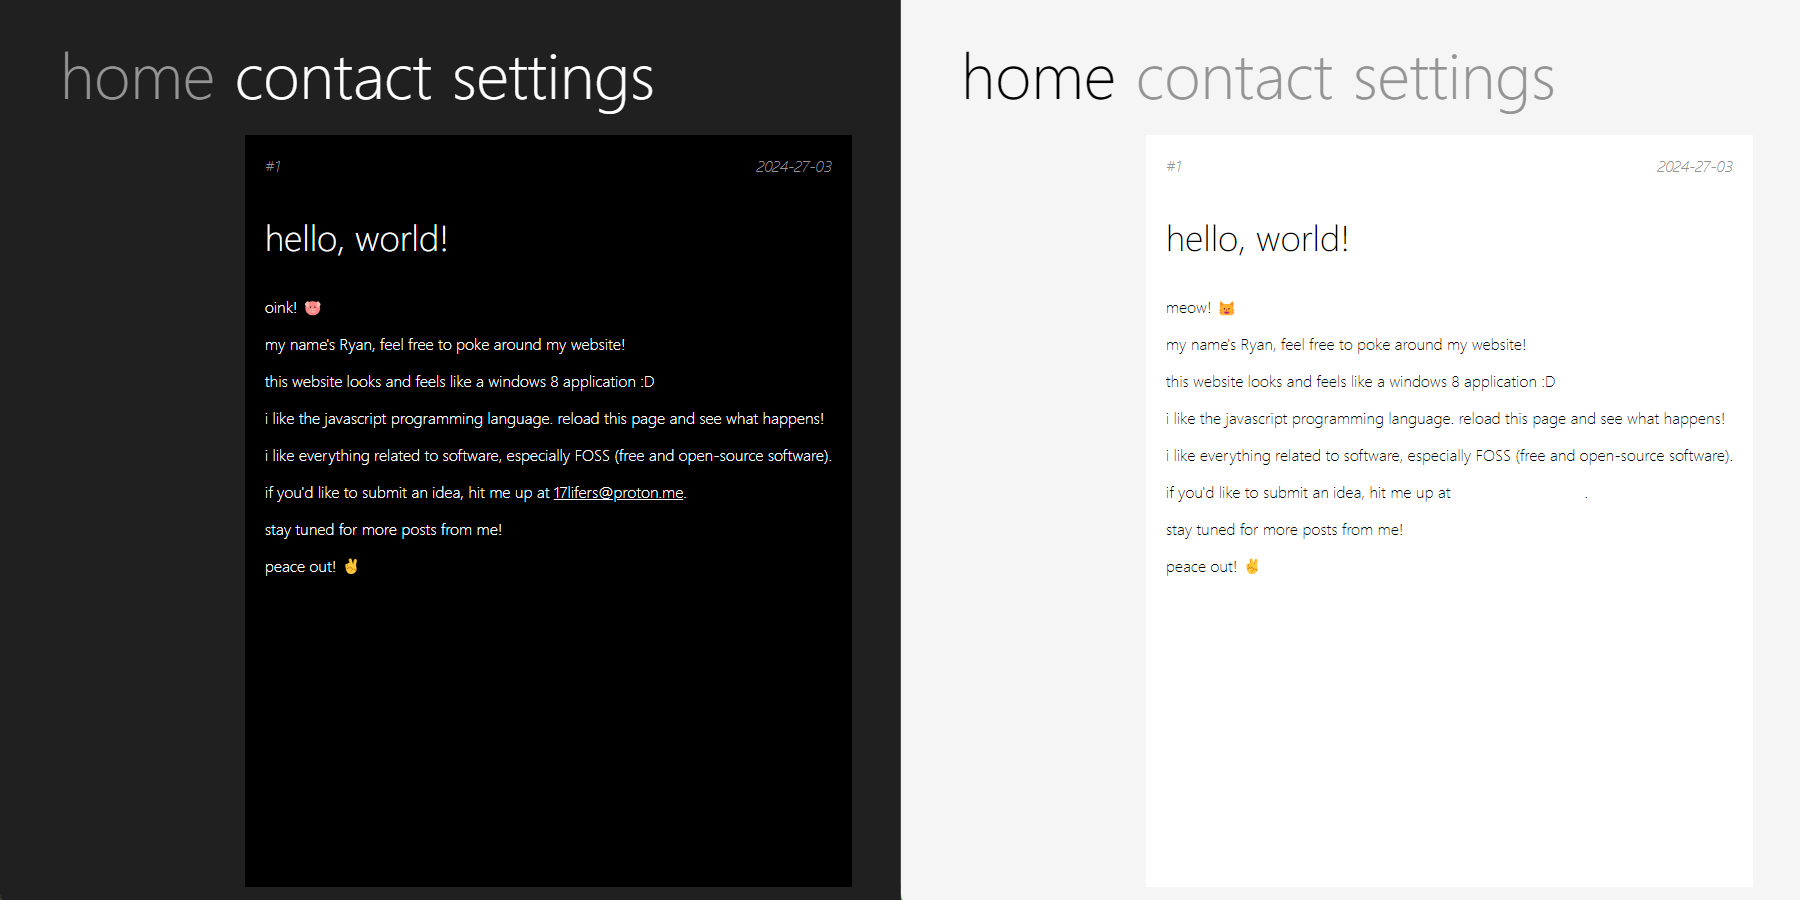 home contact settings
#1 2024-27-03
hello, world!
oink! 🐷
my name's Ryan, feel free to poke around my website!
this website looks and feels like a windows 8 application :D
i like the javascript programming language. reload this page and see what happens!
i like everything related to software, especially FOSS (free and open-source software).
if you'd like to submit an idea, hit me up at 17lifers@proton.me.
stay tuned for more posts from me!
peace out! ✌
home contact settings
#1 2024-27-03
hello, world!
meow! 😺
my name's Ryan, feel free to poke around my website!
this website looks and feels like a windows 8 application :D
i like the javascript programming language. reload this page and see what happens!
i like everything related to software, especially FOSS (free and open-source software).
if you'd like to submit an idea, hit me up at .
stay tuned for more posts from me!
peace out! ✌